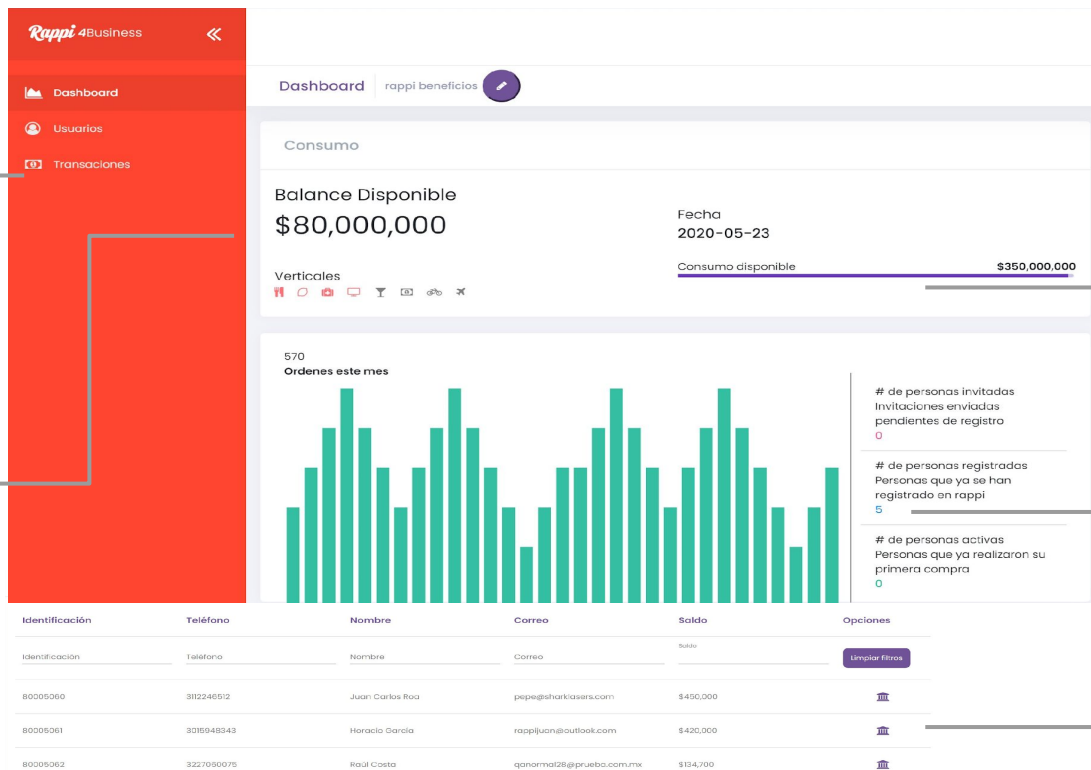 Rappi 4Business
Dashboard
Usuarios
Transaciones
Dashboard rappi beneficios
Consumo
Balance Disponible
$80,000,000
Fecha
2020-05-23
Consumo disponible $350,000,000
Verticales
570
Ordenes este mes
# de personas invitadas
Invitaciones enviadas
pendientes de registro
0
# de personas registradas
Personas que ya se han
registrado en rappi
5
# de personas activas
Personas que ya realizaron su
primera compra
0
Identificación Teléfono Nombre Correo Saldo Opciones
Identificación Teléfono Nombre Correo Saldo Limpiar filtros
80005060 3112246512 Juan Carlos Roa pepe@sharklasers.com $450,000
80005061 3015948343 Horacio Garcia rappijuan@outlook.com $420,000
80005062 3227060075 Raúl Costa qanormal28@prueba.com.mx $134,700